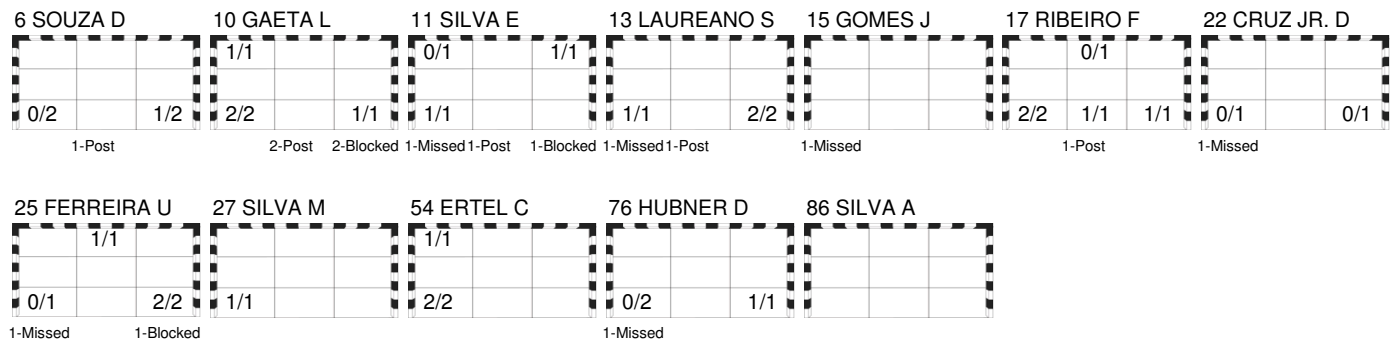 6 SOUZA D 10 GAETA L 11 SILVA E 13 LAUREANO S 15 GOMES J 17 RIBEIRO F 22 CRUZ JR. D
1/1 0/1 1/1 0/1
0/2 1/2 2/2 1/1 1/1 1/1 2/2 2/2 1/1 1/1 0/1 0/1
1-Post 2-Post 2-Blocked 1-Missed 1-Post 1-Blocked 1-Missed 1-Post 1-Missed 1-Post 1-Missed
25 FERREIRA U 27 SILVA M 54 ERTEL C 76 HUBNER D 86 SILVA A
1/1 1/1
0/1 2/2 1/1 2/2 0/2 1/1
1-Missed 1-Blocked 1-Missed